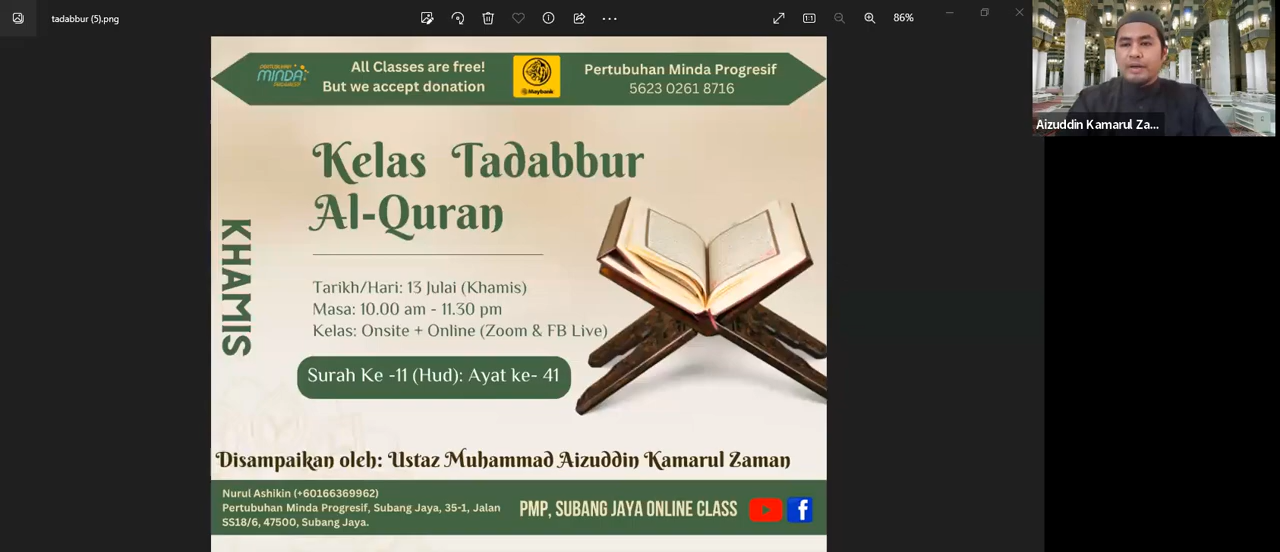 tadabbur (5).png
86%
PERTUBUHAN
MINDA
PROGRESIF
All Classes are free!
But we accept donation
Maybank
Pertubuhan Minda Progresif
5623 0261 8716
Aizuddin Kamarul Za...
Kelas Tadabbur
Al-Quran
KHAMIS
Tarikh/Hari: 13 Julai (Khamis)
Masa: 10.00 am - 11.30 pm
Kelas: Onsite + Online (Zoom & FB Live)
Surah Ke -11 (Hud): Ayat ke- 41
Disampaikan oleh: Ustaz Muhammad Aizuddin Kamarul Zaman
Nurul Ashikin (+60166369962)
Pertubuhan Minda Progresif, Subang Jaya, 35-1, Jalan
SS18/6, 47500, Subang Jaya.
PMP, SUBANG JAYA ONLINE CLASS